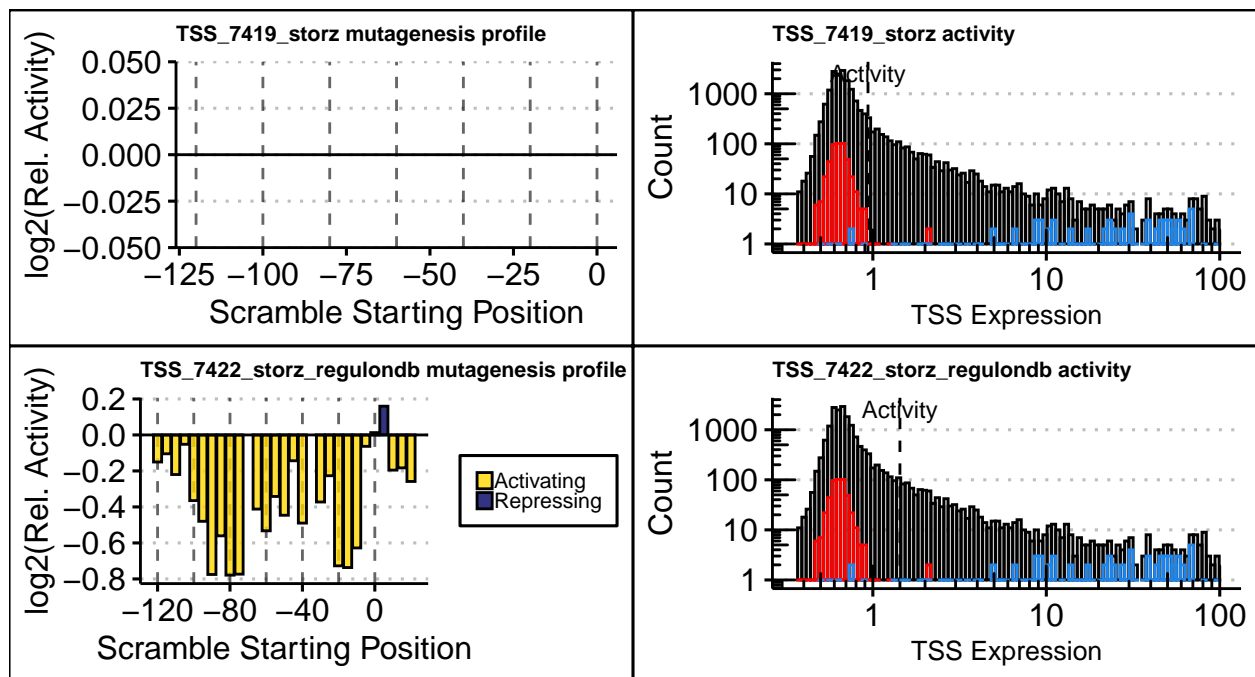 TSS_7419_storz mutagenesis profile
log2(Rel. Activity)
0.050
0.025
0.000
−0.025
−0.050
−125 −100 −75 −50 −25 0
Scramble Starting Position
TSS_7419_storz activity
Activity
Count
1000
100
10
1
1 10 100
TSS Expression
TSS_7422_storz_regulondb mutagenesis profile
log2(Rel. Activity)
0.2
0.0
−0.2
−0.4
−0.6
−0.8
−120 −80 −40 0
Scramble Starting Position
Activating
Repressing
TSS_7422_storz_regulondb activity
Activity
Count
1000
100
10
1
1 10 100
TSS Expression